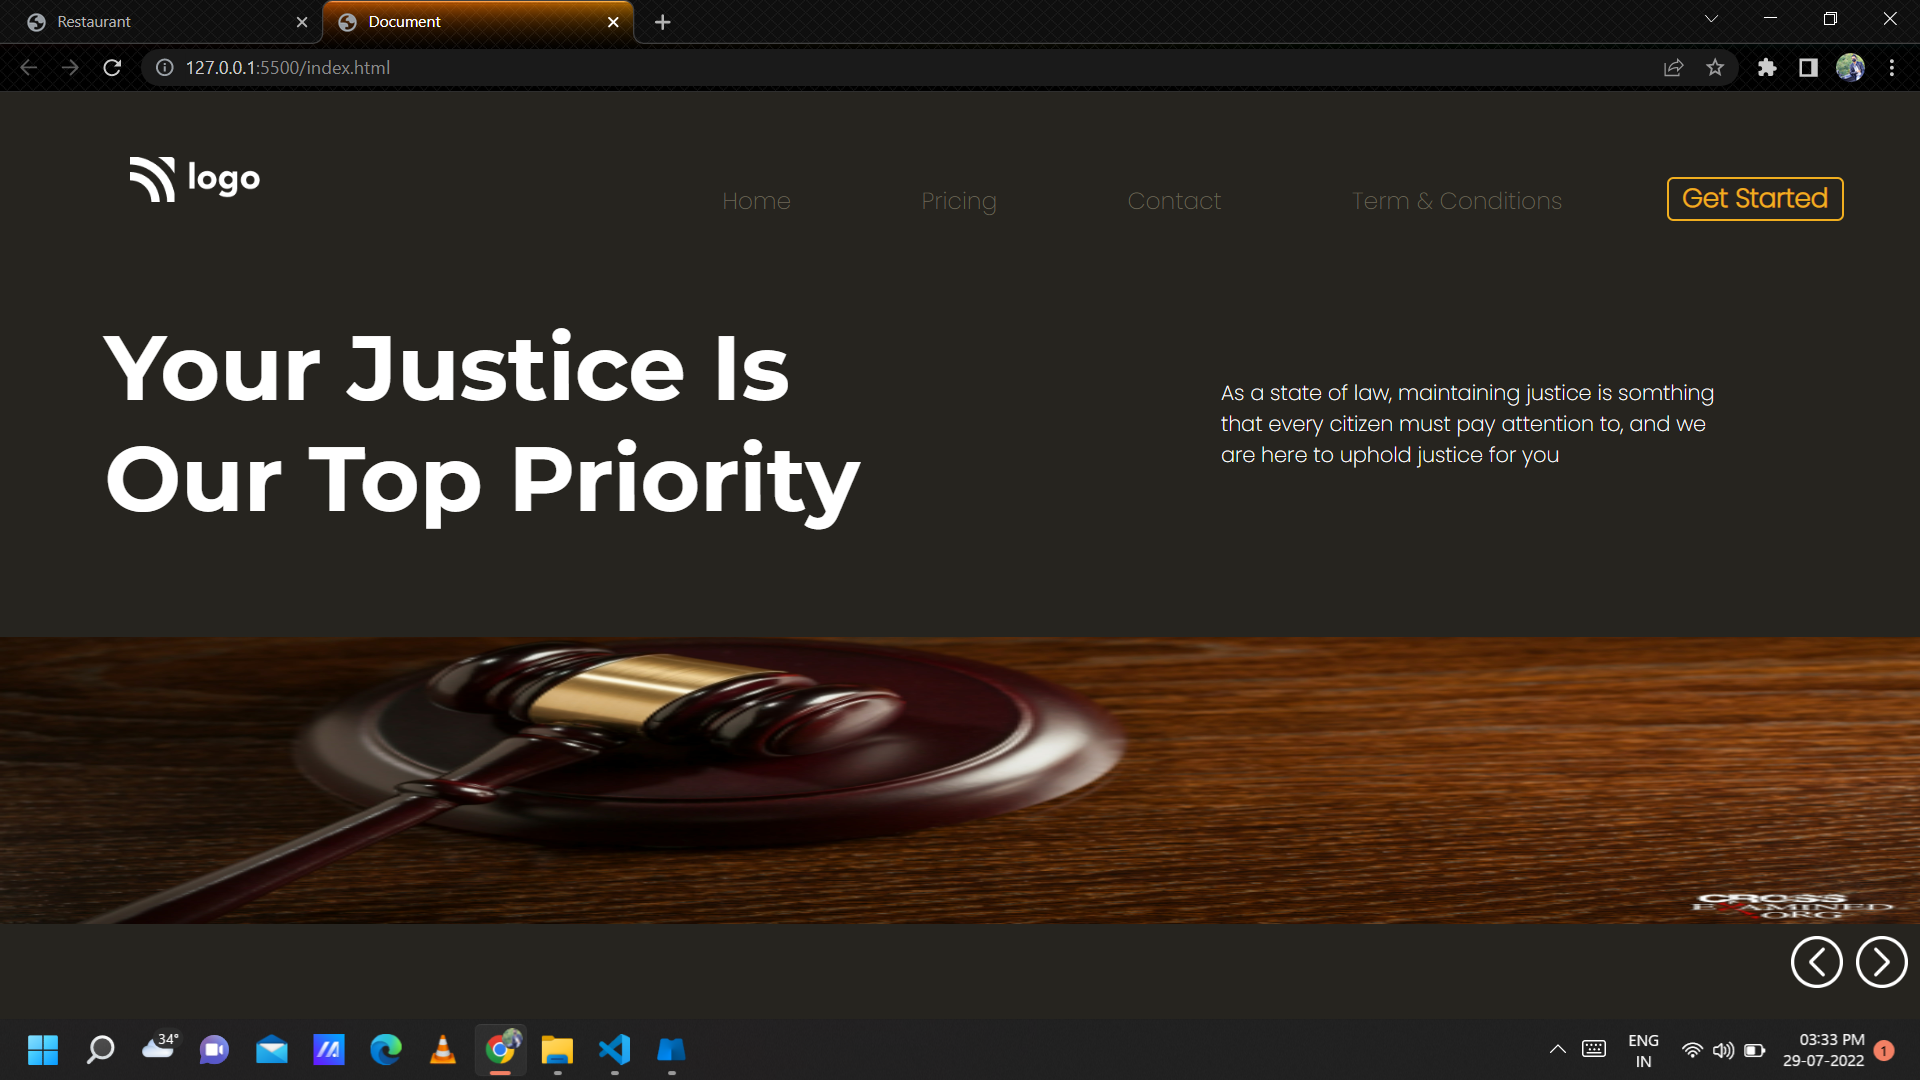 Restaurant
Document
127.0.0.1:5500/index.html
logo
Home
Pricing
Contact
Term & Conditions
Get Started
Your Justice Is
Our Top Priority
As a state of law, maintaining justice is somthing
that every citizen must pay attention to, and we
are here to uphold justice for you
CROSS
EXAMINED
.ORG
34°
ENG
IN
03:33 PM
29-07-2022
1